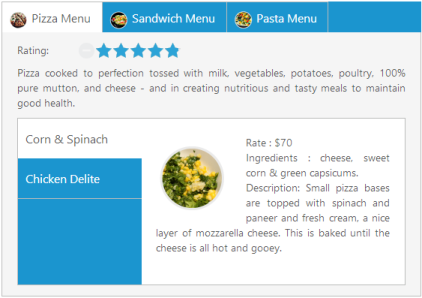 Pizza Menu
Sandwich Menu
Pasta Menu
Rating:
Pizza cooked to perfection tossed with milk, vegetables, potatoes, poultry, 100%
pure mutton, and cheese - and in creating nutritious and tasty meals to maintain
good health.
Corn & Spinach
Chicken Delite
Rate : $70
Ingredients : cheese, sweet
corn & green capsicums.
Description: Small pizza bases
are topped with spinach and
paneer and fresh cream, a nice
layer of mozzarella cheese. This is baked until the
cheese is all hot and gooey.